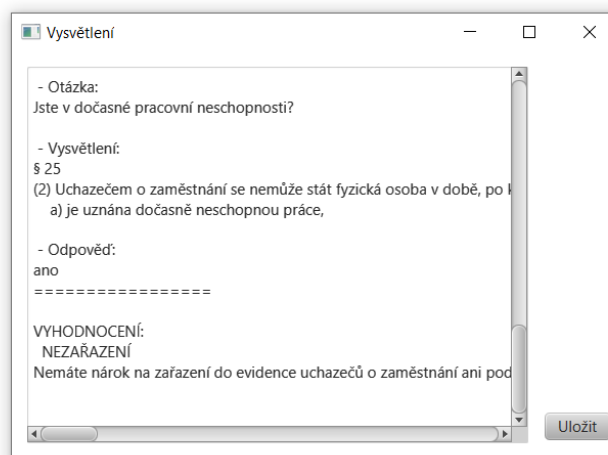 Vysvětlení
- Otázka:
Jste v dočasné pracovní neschopnosti?
- Vysvětlení:
§ 25
(2) Uchazečem o zaměstnání se nemůže stát fyzická osoba v době, po
a) je uznána dočasně neschopnou práce,
- Odpověď:
ano
=================
VYHODNOCENÍ:
NEZAŘAZENÍ
Nemáte nárok na zařazení do evidence uchazečů o zaměstnání ani pod
Uložit